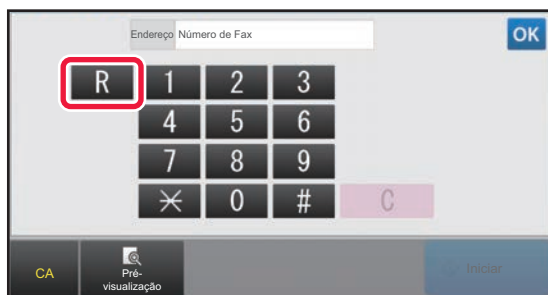 Endereço Número de Fax OK
R 1 2 3
4 5 6
7 8 9
* 0 # C
CA
Pré-
visualização
Iniciar